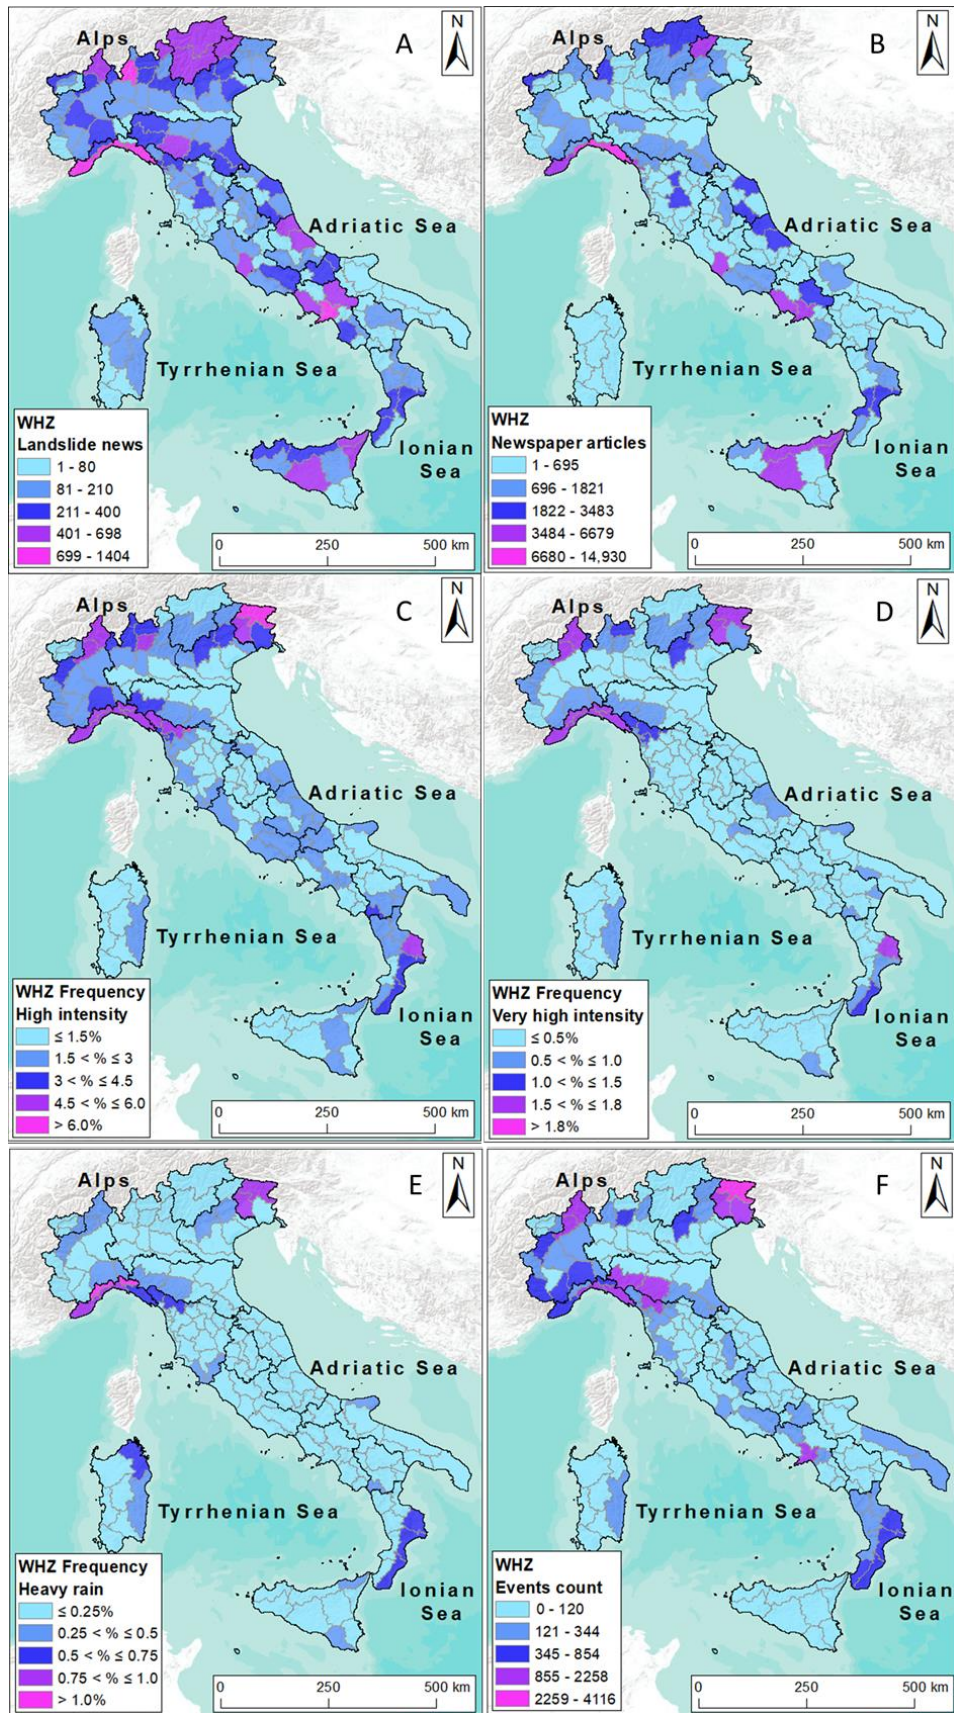 Alps
A
N
Adriatic Sea
Tyrrhenian Sea
Ionian
Sea
WHZ
Landslide news
1 - 80
81 - 210
211 - 400
401 - 698
699 - 1404
0 250 500 km
Alps
B
N
Adriatic Sea
Tyrrhenian Sea
Ionian
Sea
WHZ
Newspaper articles
1 - 695
696 - 1821
1822 - 3483
3484 - 6679
6680 - 14,930
0 250 500 km
Alps
C
N
Adriatic Sea
Tyrrhenian Sea
Ionian
Sea
WHZ Frequency
High intensity
≤ 1.5%
1.5 < % ≤ 3
3 < % ≤ 4.5
4.5 < % ≤ 6.0
> 6.0%
0 250 500 km
Alps
D
N
Adriatic Sea
Tyrrhenian Sea
Ionian
Sea
WHZ Frequency
Very high intensity
≤ 0.5%
0.5 < % ≤ 1.0
1.0 < % ≤ 1.5
1.5 < % ≤ 1.8
> 1.8%
0 250 500 km
Alps
E
N
Adriatic Sea
Tyrrhenian Sea
Ionian
Sea
WHZ Frequency
Heavy rain
≤ 0.25%
0.25 < % ≤ 0.5
0.5 < % ≤ 0.75
0.75 < % ≤ 1.0
> 1.0%
0 250 500 km
Alps
F
N
Adriatic Sea
Tyrrhenian Sea
Ionian
Sea
WHZ
Events count
0 - 120
121 - 344
345 - 854
855 - 2258
2259 - 4116
0 250 500 km